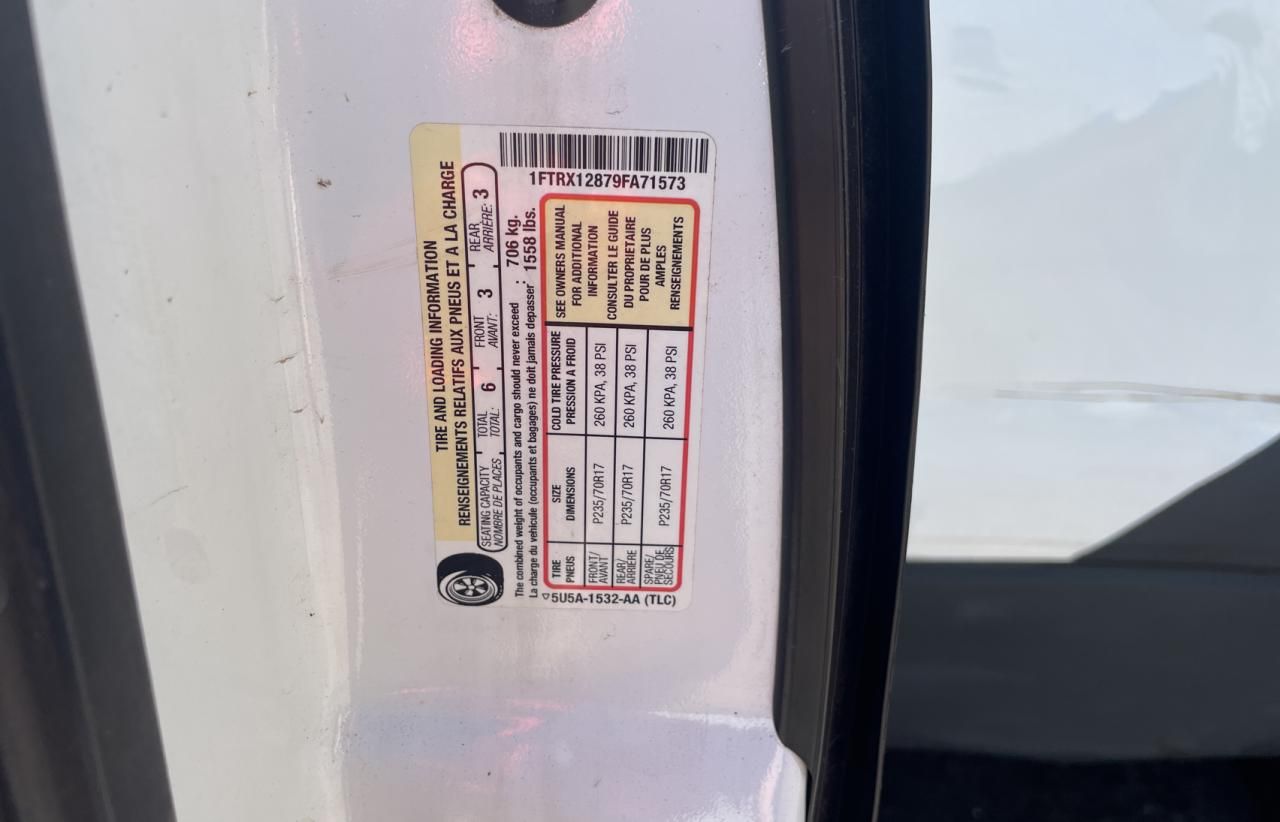 TIRE AND LOADING INFORMATION
RENSEIGNEMENTS RELATIFS AUX PNEUS ET A LA CHARGE
SEATING CAPACITY TOTAL 6 FRONT 3 REAR 3
NOMBRE DE PLACES TOTAL: AVANT: ARRIÈRE:
The combined weight of occupants and cargo should never exceed : 706 kg.
La charge du véhicule (occupants et bagages) ne doit jamais depasser 1558 lbs.
TIRE SIZE COLD TIRE PRESSURE
PNEUS DIMENSIONS PRESSION A FROID
FRONT/ AVANT P235/70R17 260 KPA, 38 PSI
REAR/ ARRIERE P235/70R17 260 KPA, 38 PSI
SPARE/ PNEU DE SECOURS P235/70R17 260 KPA, 38 PSI
SEE OWNERS MANUAL
FOR ADDITIONAL
INFORMATION
CONSULTER LE GUIDE
DU PROPRIETAIRE
POUR DE PLUS
AMPLES
RENSEIGNEMENTS
5U5A-1532-AA (TLC)
1FTRX12879FA71573